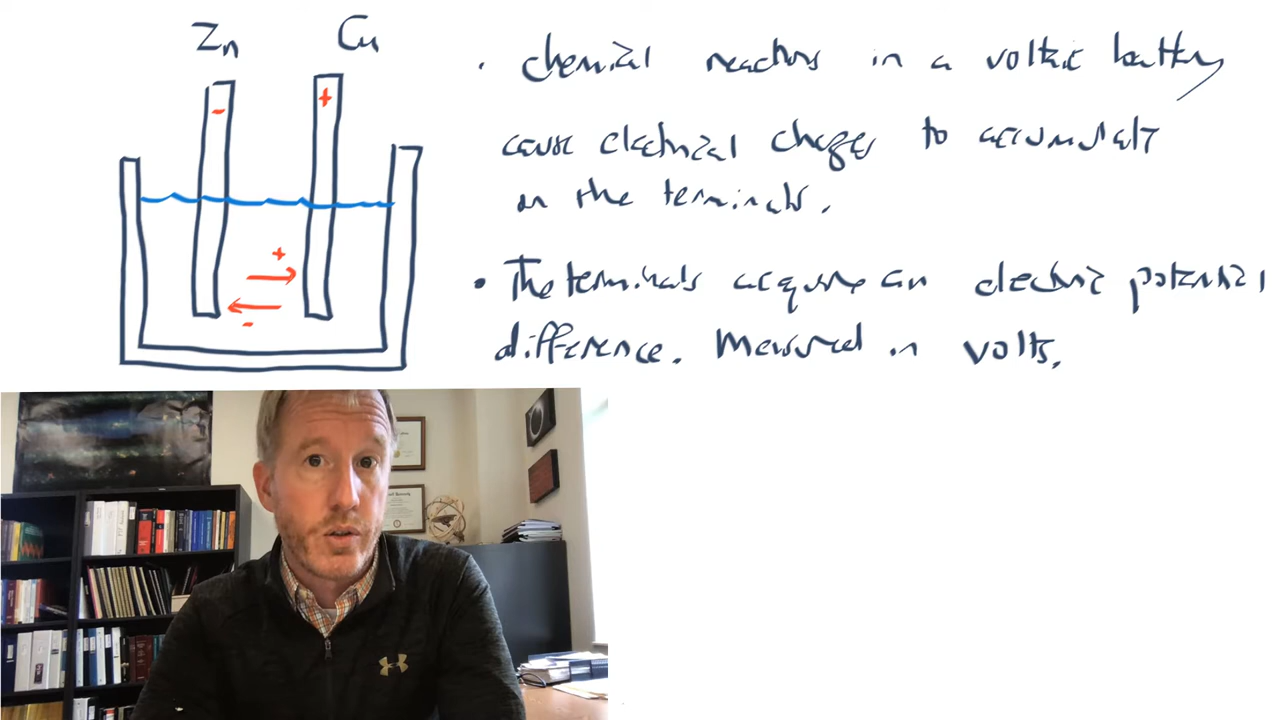 Zn Cu
• chemical reactions in a voltaic battery
cause electrical charges to accumulate
on the terminals.
• The terminals acquire an electric potential
difference. Measured in volts.
- +
+
-